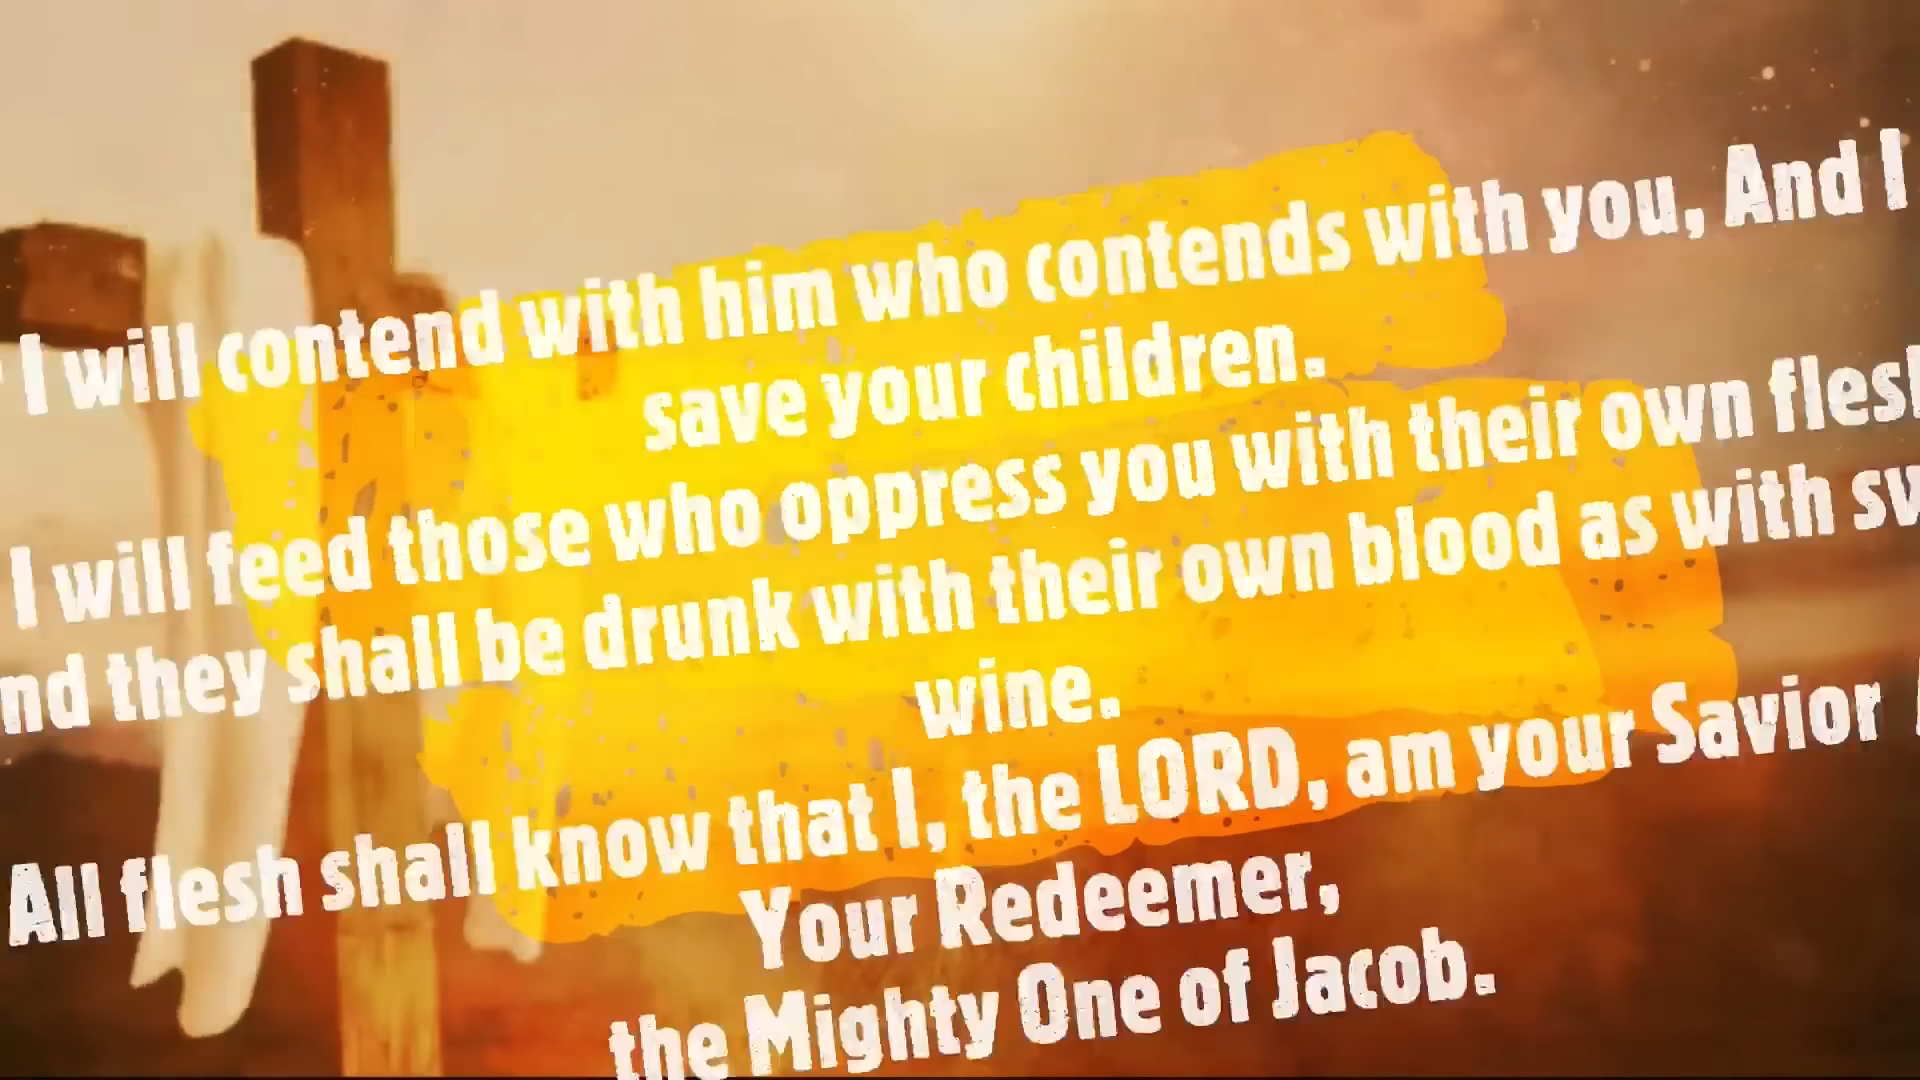 I will contend with him who contends with you, And I
save your children.
I will feed those who oppress you with their own
they shall be drunk with their own blood as with
wine.
All flesh shall know that I, the LORD, am your Savior
Your Redeemer,
the Mighty One of Jacob.